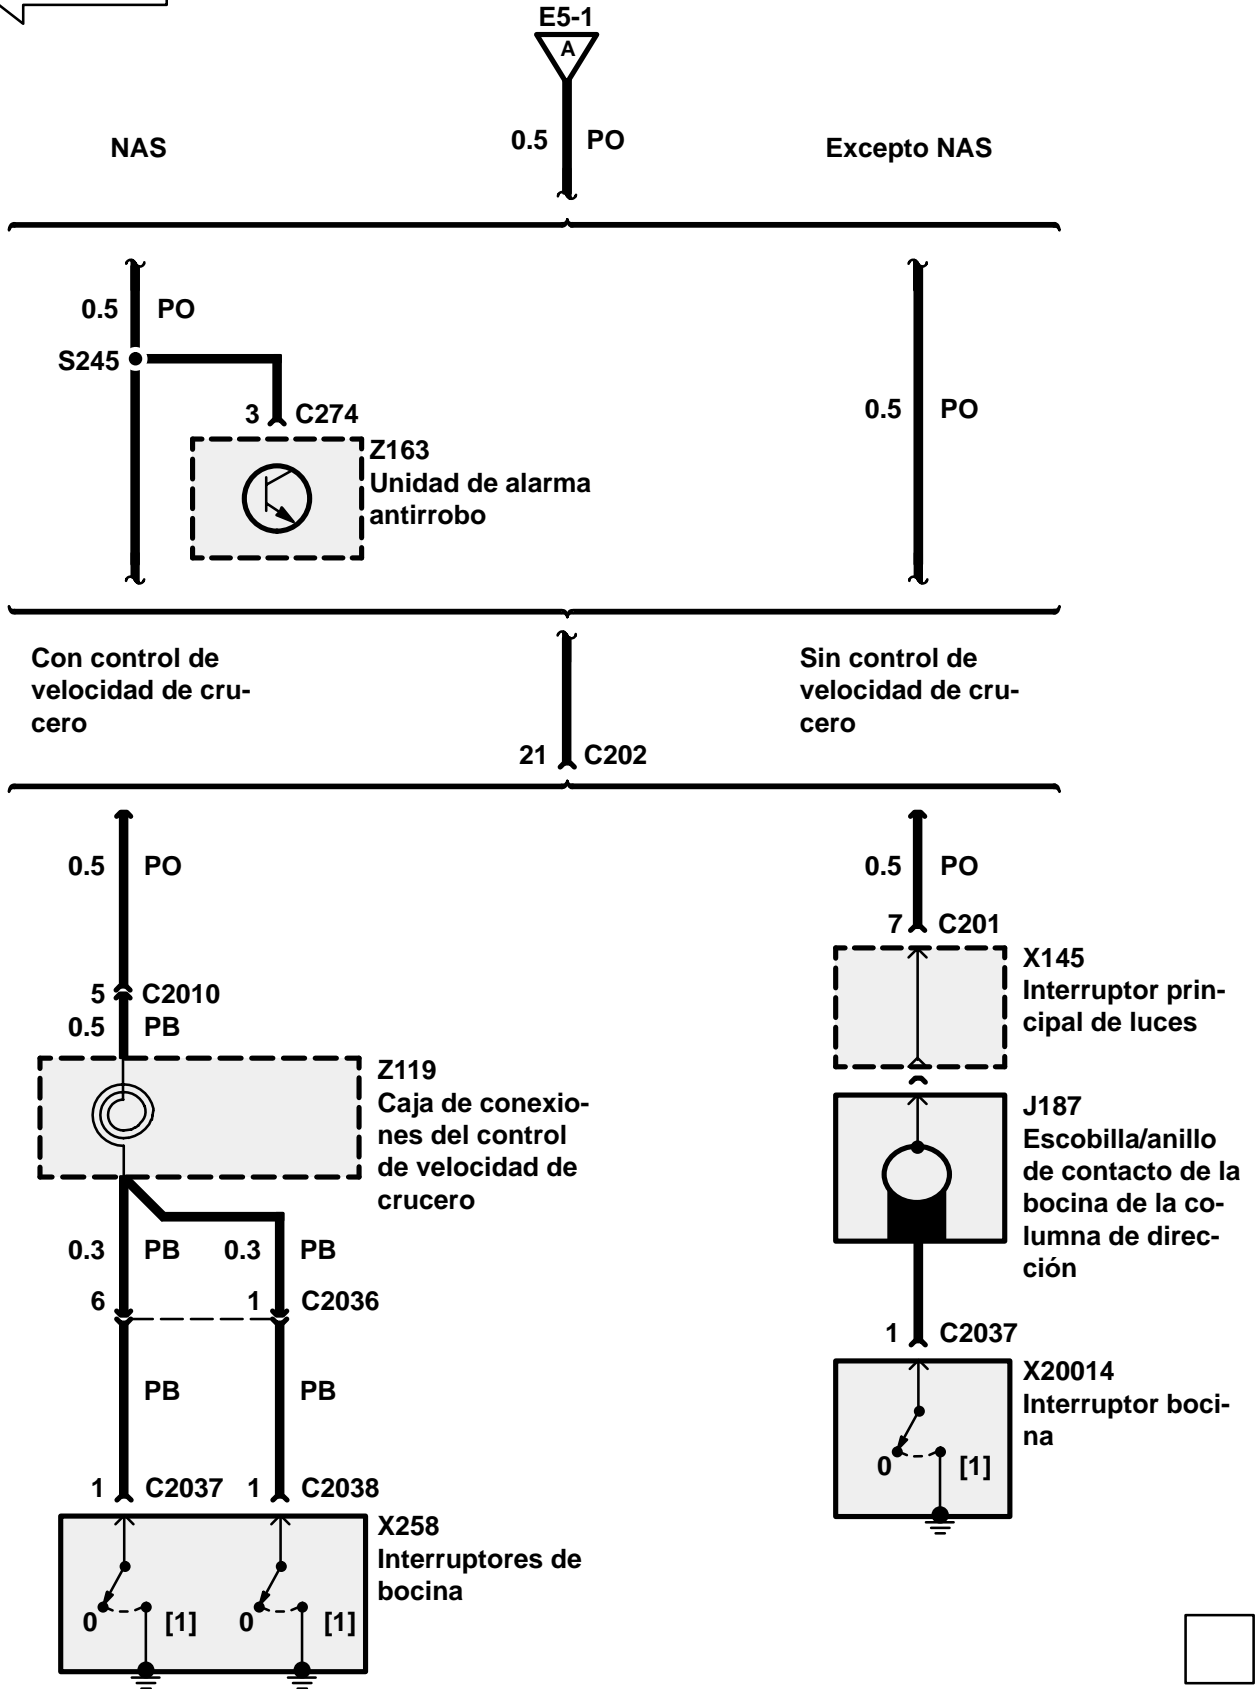 E5-1
A
0.5 PO
NAS
Excepto NAS
0.5 PO
S245
3 C274
Z163
Unidad de alarma
antirrobo
0.5 PO
Con control de
velocidad de cru-
cero
Sin control de
velocidad de cru-
cero
21 C202
0.5 PO
5 C2010
0.5 PB
Z119
Caja de conexio-
nes del control
de velocidad de
crucero
0.3 PB 0.3 PB
6 1 C2036
PB PB
1 C2037 1 C2038
X258
Interruptores de
bocina
0 [1] 0 [1]
0.5 PO
7 C201
X145
Interruptor prin-
cipal de luces
J187
Escobilla/anillo
de contacto de la
bocina de la co-
lumna de direc-
ción
1 C2037
X20014
Interruptor boci-
na
0 [1]